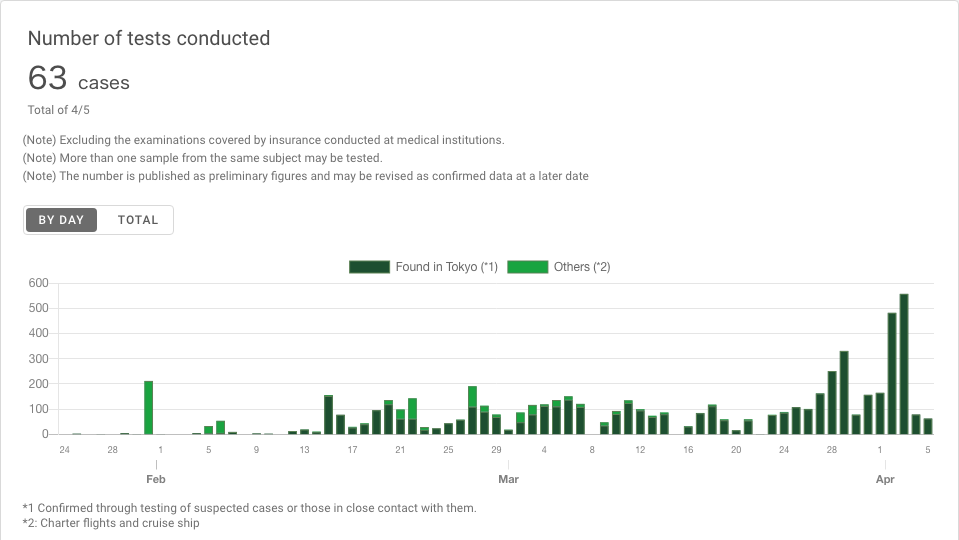 Number of tests conducted
63 cases
Total of 4/5
(Note) Excluding the examinations covered by insurance conducted at medical institutions.
(Note) More than one sample from the same subject may be tested.
(Note) The number is published as preliminary figures and may be revised as confirmed data at a later date
BY DAY TOTAL
Found in Tokyo (*1) Others (*2)
600
500
400
300
200
100
0
24 28 1 5 9 13 17 21 25 29 4 8 12 16 20 24 28 1 5
Feb Mar Apr
*1 Confirmed through testing of suspected cases or those in close contact with them.
*2: Charter flights and cruise ship